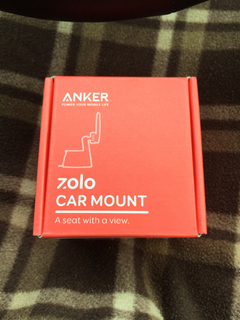 ANKER
POWER YOUR MOBILE LIFE
zolo
CAR MOUNT
A seat with a view.